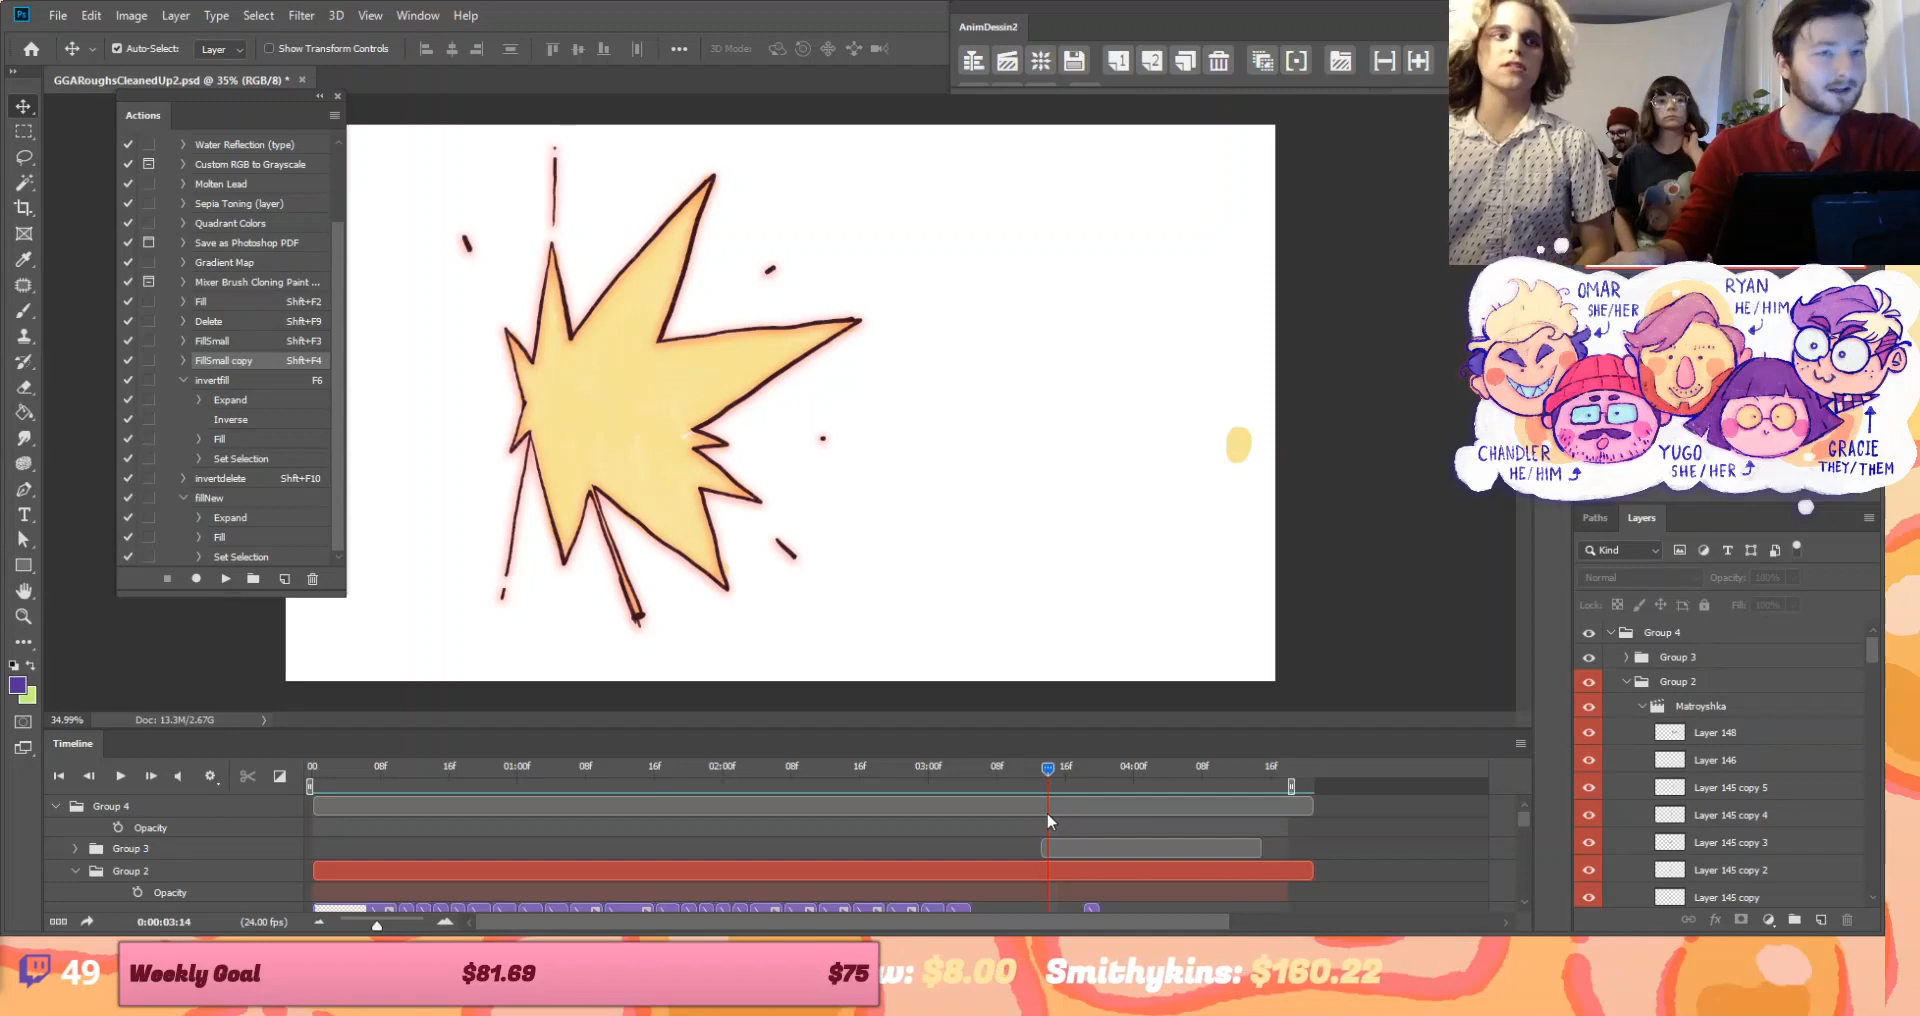 Ps File Edit Image Layer Type Select Filter 3D View Window Help
AnimDessin2
Auto-Select: Layer Show Transform Controls 3D Mode:
1 2
GGARoughsCleanedUp2.psd @ 35% (RGB/8) *
Actions
Water Reflection (type)
Custom RGB to Grayscale
Molten Lead
Sepia Toning (layer)
Quadrant Colors
Save as Photoshop PDF
Gradient Map
Mixer Brush Cloning Paint ...
Fill Shft+F2
Delete Shft+F9
FillSmall Shft+F3
FillSmall copy Shft+F4
invertfill F6
Expand
Inverse
Fill
Set Selection
invertdelete Shft+F10
fillNew
Expand
Fill
Set Selection
OMAR
SHE/HER
RYAN
HE/HIM
CHANDLER
HE/HIM
YUGO
SHE/HER
GRACIE
THEY/THEM
Paths Layers
Kind
Normal Opacity: 100%
Lock: Fill: 100%
Group 4
Group 3
Group 2
Matroyshka
Layer 148
Layer 146
Layer 145 copy 5
Layer 145 copy 4
Layer 145 copy 3
Layer 145 copy 2
Layer 145 copy
34.99% Doc: 13.3M/2.67G
Timeline
00 08f 16f 01:00f 08f 16f 02:00f 08f 16f 03:00f 08f 16f 04:00f 08f 16f
Group 4
Opacity
Group 3
Group 2
Opacity
0:00:03:14 (24.00 fps)
49 Weekly Goal $81.69 $75 w: $8.00 Smithykins: $160.22